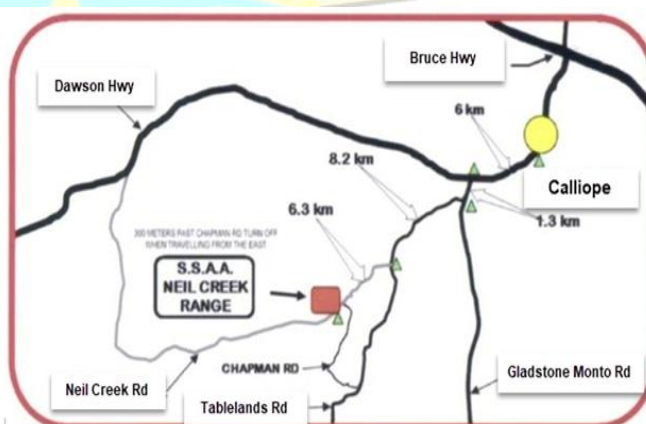 Bruce Hwy
Dawson Hwy
6 km
8.2 km
Calliope
1.3 km
6.3 km
300 METERS PAST CHAPMAN RD TURN OFF
WHEN TRAVELLING FROM THE EAST
S.S.A.A.
NEIL CREEK
RANGE
CHAPMAN RD
Gladstone Monto Rd
Neil Creek Rd
Tablelands Rd